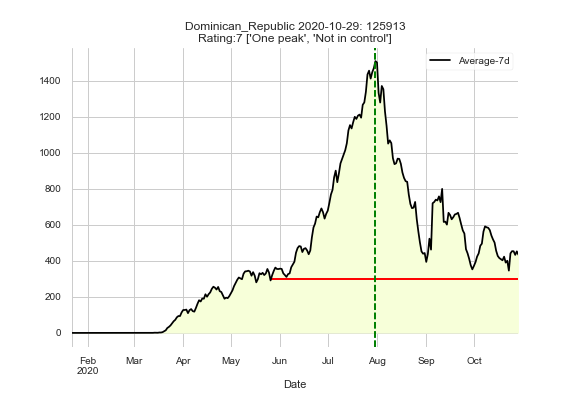 Dominican_Republic 2020-10-29: 125913
Rating:7 ['One peak', 'Not in control']
Average-7d
1400
1200
1000
800
600
400
200
0
Feb Mar Apr May Jun Jul Aug Sep Oct
2020
Date